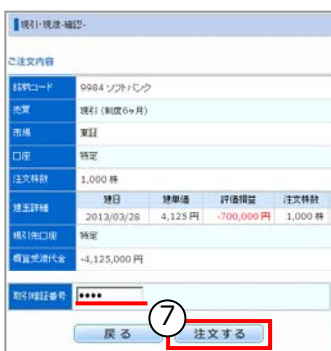 現引・現渡-確認-
ご注文内容
銘柄コード 9984 ソフトバンク
売買 現引 (制度6ヶ月)
市場 東証
口座 特定
注文株数 1,000 株
建玉詳細 建日 建単価 評価損益 注文株数
2013/03/28 4,125 円 -700,000 円 1,000 株
現引先口座 特定
概算受渡代金 -4,125,000 円
取引暗証番号 ••••
⑦
戻る 注文する